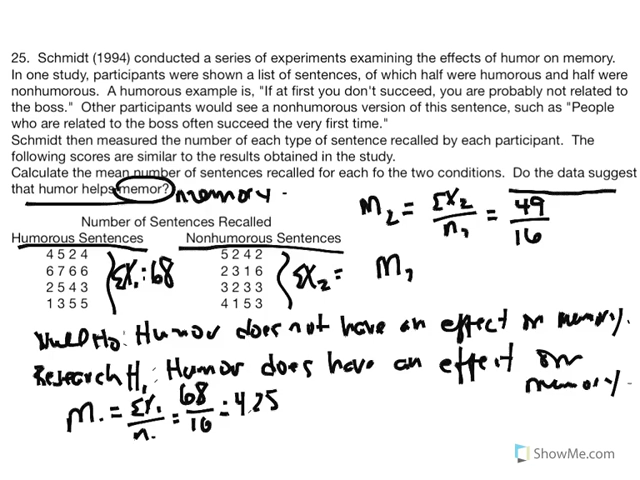 25. Schmidt (1994) conducted a series of experiments examining the effects of humor on memory.
In one study, participants were shown a list of sentences, of which half were humorous and half were
nonhumorous. A humorous example is, "If at first you don't succeed, you are probably not related to
the boss." Other participants would see a nonhumorous version of this sentence, such as "People
who are related to the boss often succeed the very first time."
Schmidt then measured the number of each type of sentence recalled by each participant. The
following scores are similar to the results obtained in the study.
Calculate the mean number of sentences recalled for each fo the two conditions. Do the data suggest
that humor helps memor? memory.
M₂ = ΣX₂/n₂ = 49/16
Number of Sentences Recalled
Humorous Sentences Nonhumorous Sentences
4 5 2 4 5 2 4 2
6 7 6 6 2 3 1 6
2 5 4 3 3 2 3 3
1 3 5 5 4 1 5 3
ΣX₁ = 68 ΣX₂ = M₂
Null H₀: Humor does not have an effect on memory.
Research H₁: Humor does have an effect on
memory.
M₁ = ΣX₁/n₁ = 68/16 = 4.25
ShowMe.com